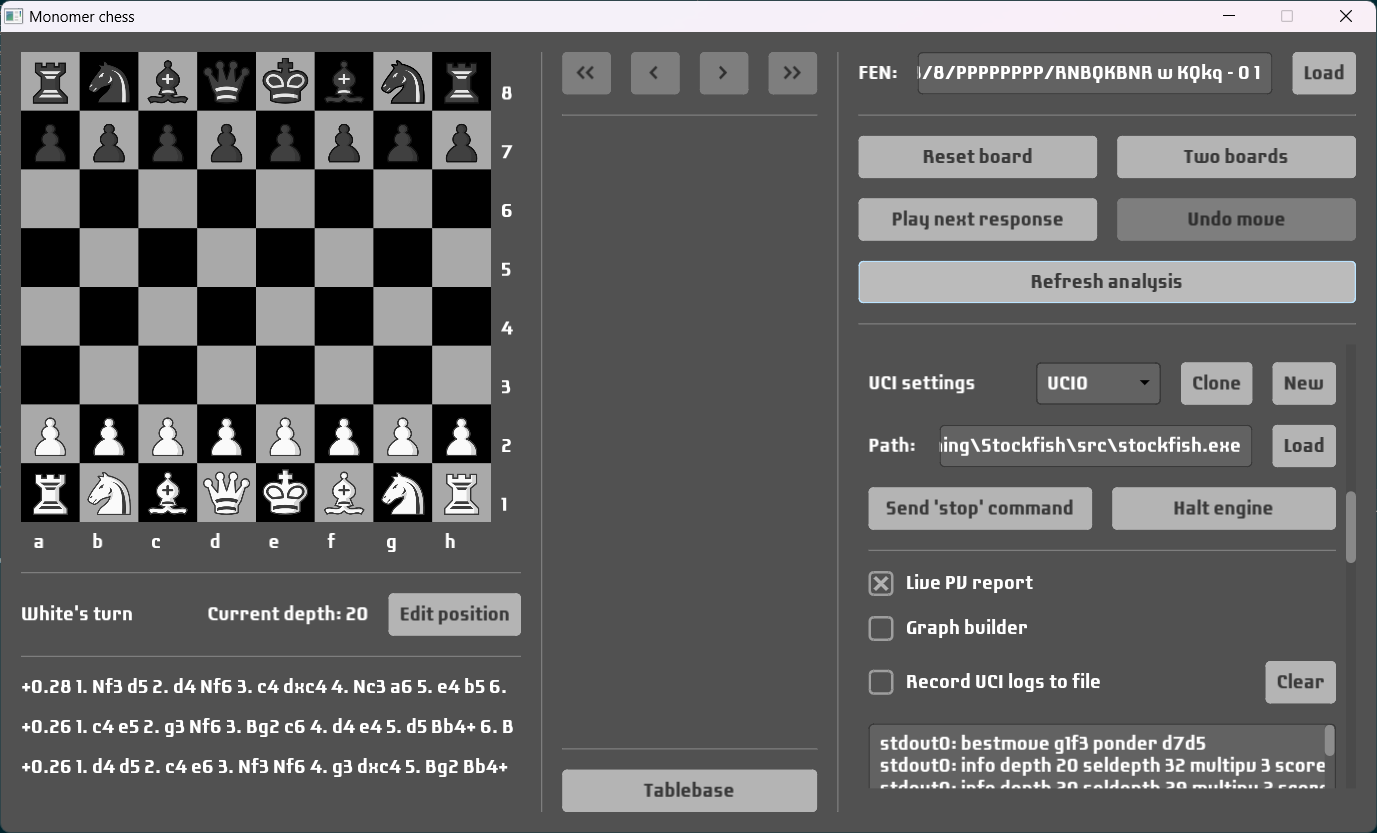 Monomer chess
8
7
6
5
4
3
2
1
a b c d e f g h
White's turn Current depth: 20 Edit position
+0.28 1. Nf3 d5 2. d4 Nf6 3. c4 dxc4 4. Nc3 a6 5. e4 b5 6.
+0.26 1. c4 e5 2. g3 Nf6 3. Bg2 c6 4. d4 e4 5. d5 Bb4+ 6. B
+0.26 1. d4 d5 2. c4 e6 3. Nf3 Nf6 4. g3 dxc4 5. Bg2 Bb4+
<< < > >>
Tablebase
FEN: /8/PPPPPPPP/RNBQKBNR w KQkq - 0 1 Load
Reset board Two boards
Play next response Undo move
Refresh analysis
UCI settings UCI0 Clone New
Path: ing\Stockfish\src\stockfish.exe Load
Send 'stop' command Halt engine
Live PV report
Graph builder
Record UCI logs to file Clear
stdout0: bestmove g1f3 ponder d7d5
stdout0: info depth 20 seldepth 32 multipv 3 score